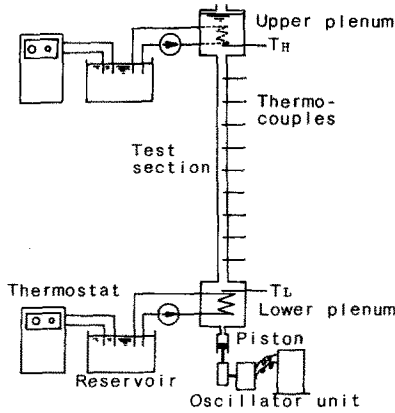 Upper plenum
TH
Thermo-
couples
Test
section
Thermostat
TL
Lower plenum
Piston
Reservoir
Oscillator unit